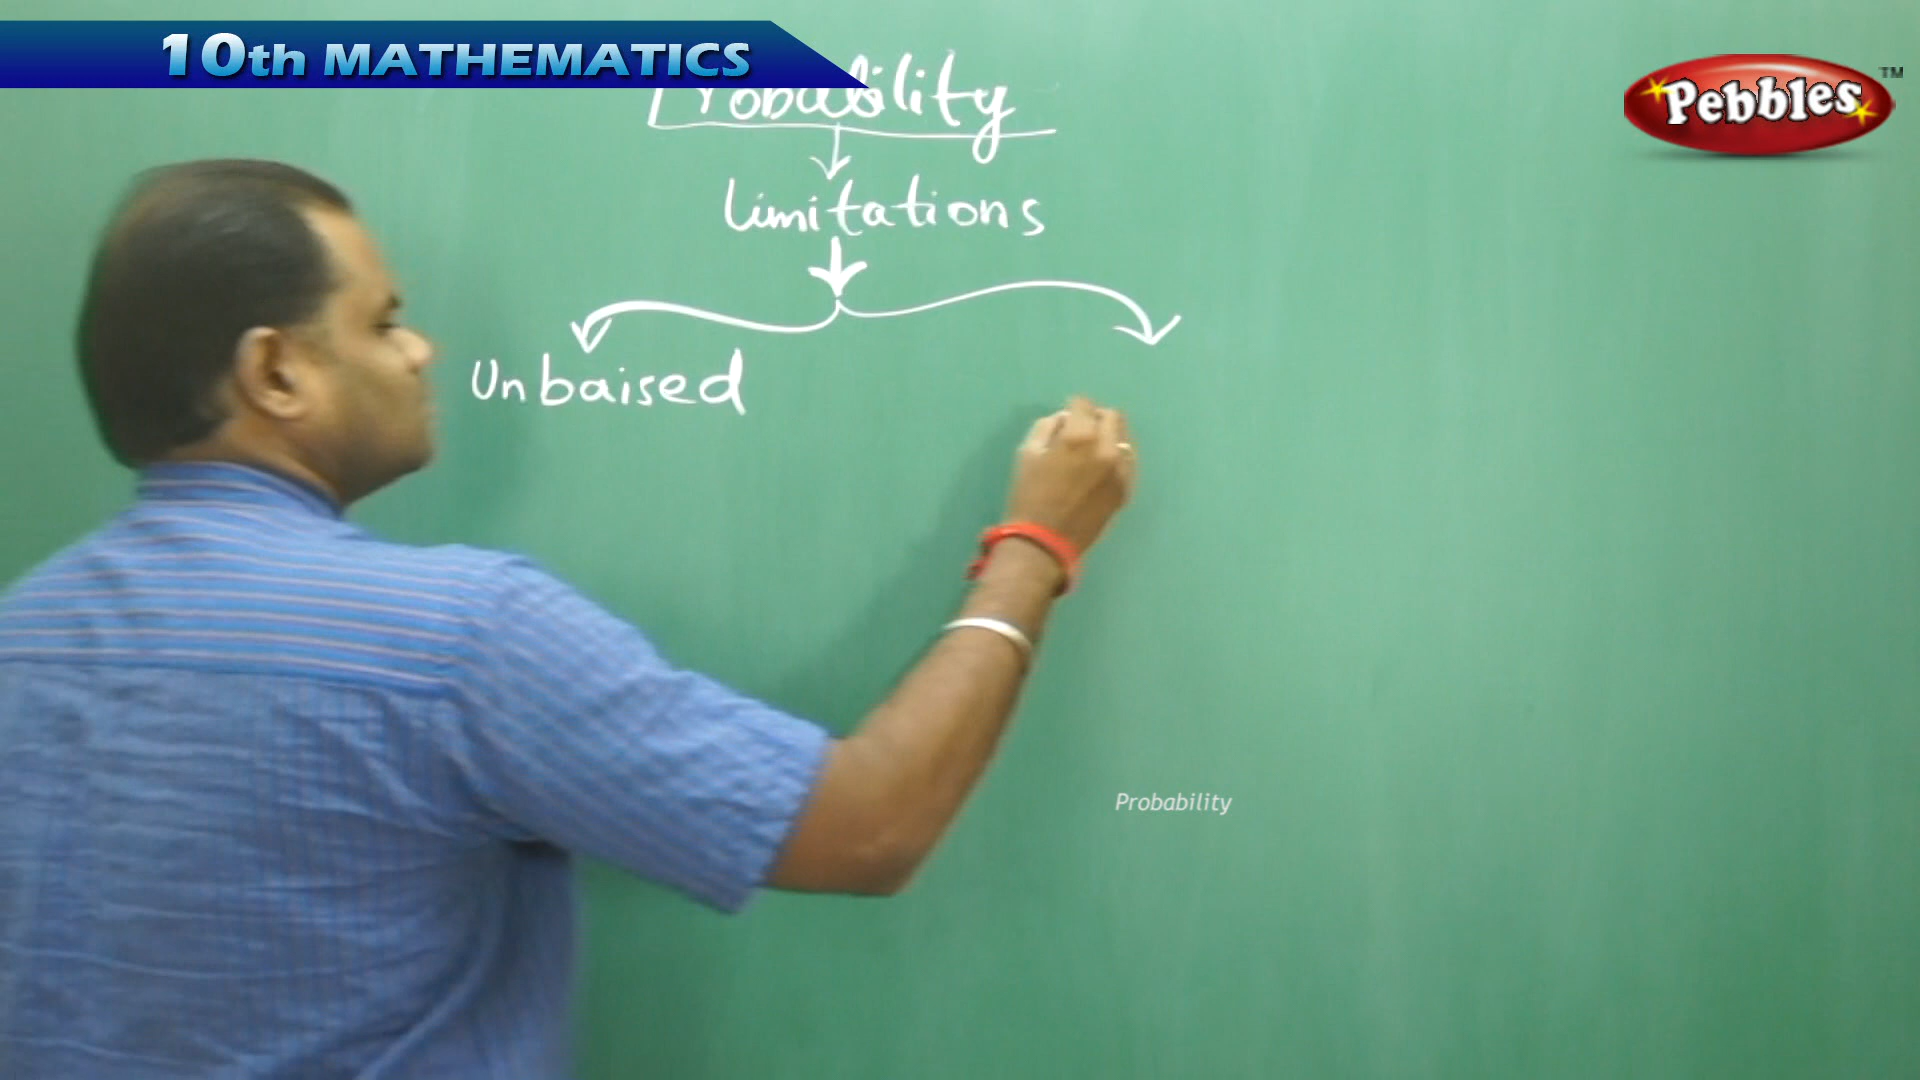 10th MATHEMATICS
Probability
Pebbles TM
Limitations
Unbaised
Probability